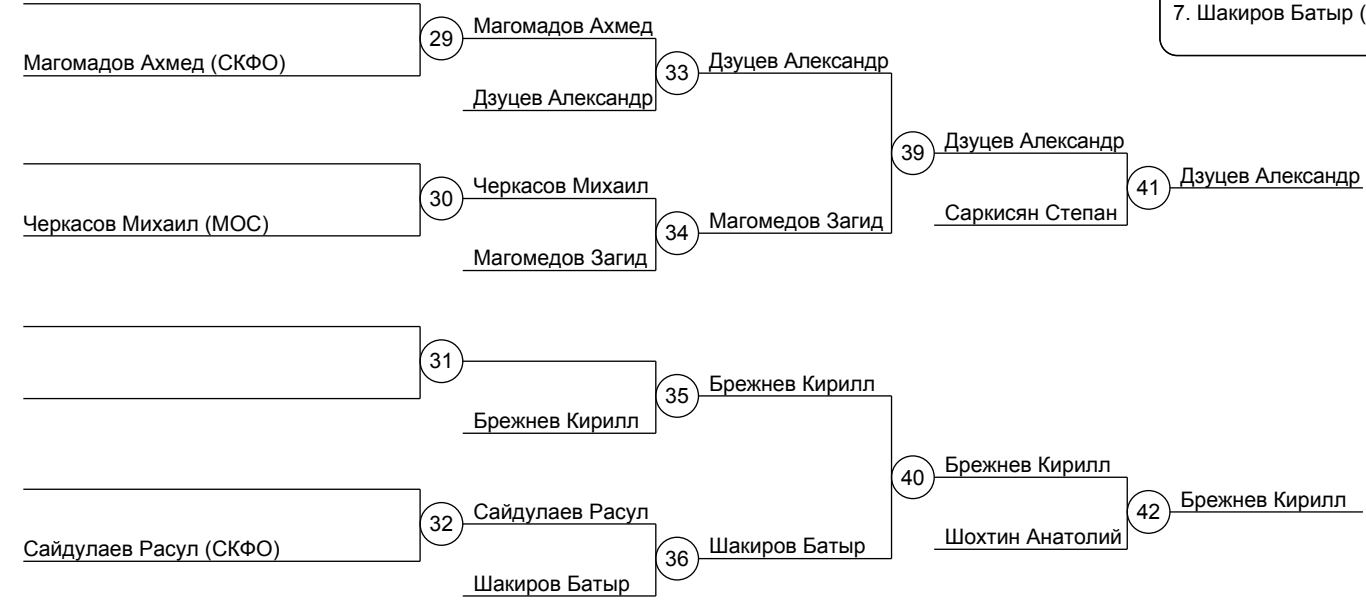 7. Шакиров Батыр (
Магомадов Ахмед
29
Магомадов Ахмед (СКФО)
Дзуцев Александр
33
Дзуцев Александр
Дзуцев Александр
39
Дзуцев Александр
41
Черкасов Михаил
30
Черкасов Михаил (МОС)
Магомедов Загид
34
Саркисян Степан
Магомедов Загид
31
Брежнев Кирилл
35
Брежнев Кирилл
Брежнев Кирилл
40
Брежнев Кирилл
42
Сайдулаев Расул
32
Сайдулаев Расул (СКФО)
Шакиров Батыр
36
Шохтин Анатолий
Шакиров Батыр